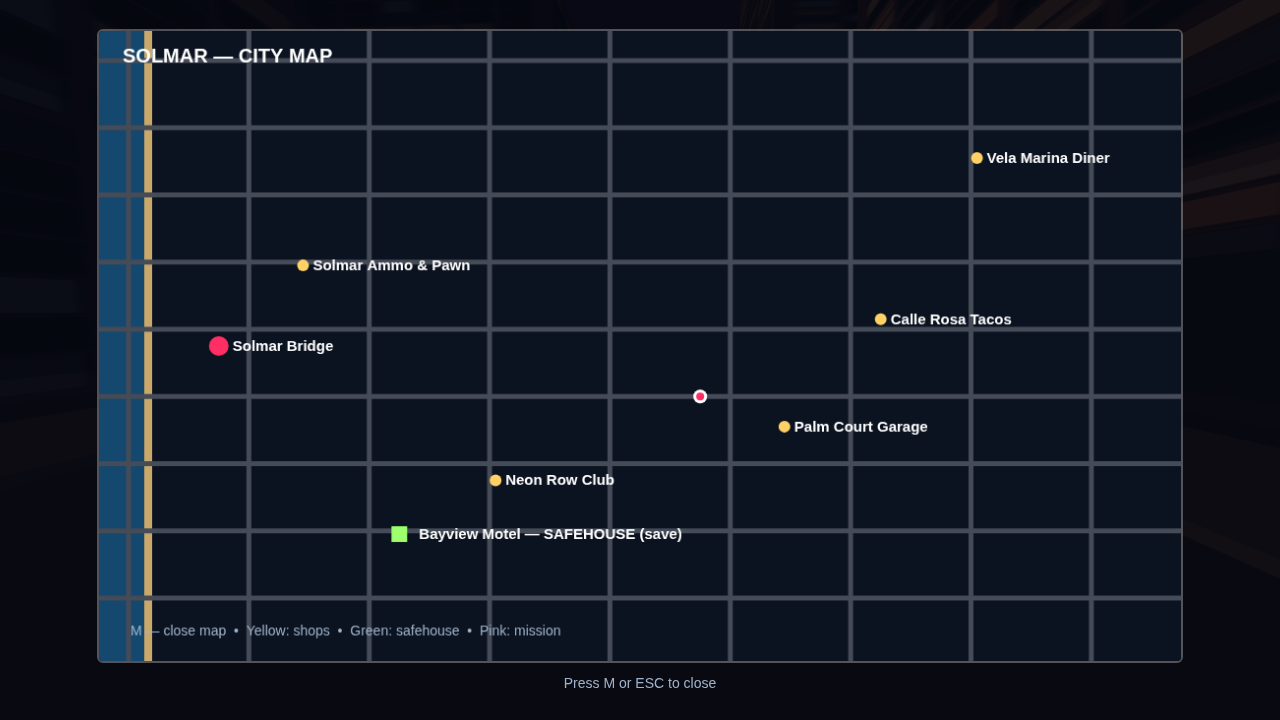 SOLMAR — CITY MAP
Vela Marina Diner
Solmar Ammo & Pawn
Calle Rosa Tacos
Solmar Bridge
Palm Court Garage
Neon Row Club
Bayview Motel — SAFEHOUSE (save)
M — close map • Yellow: shops • Green: safehouse • Pink: mission
Press M or ESC to close